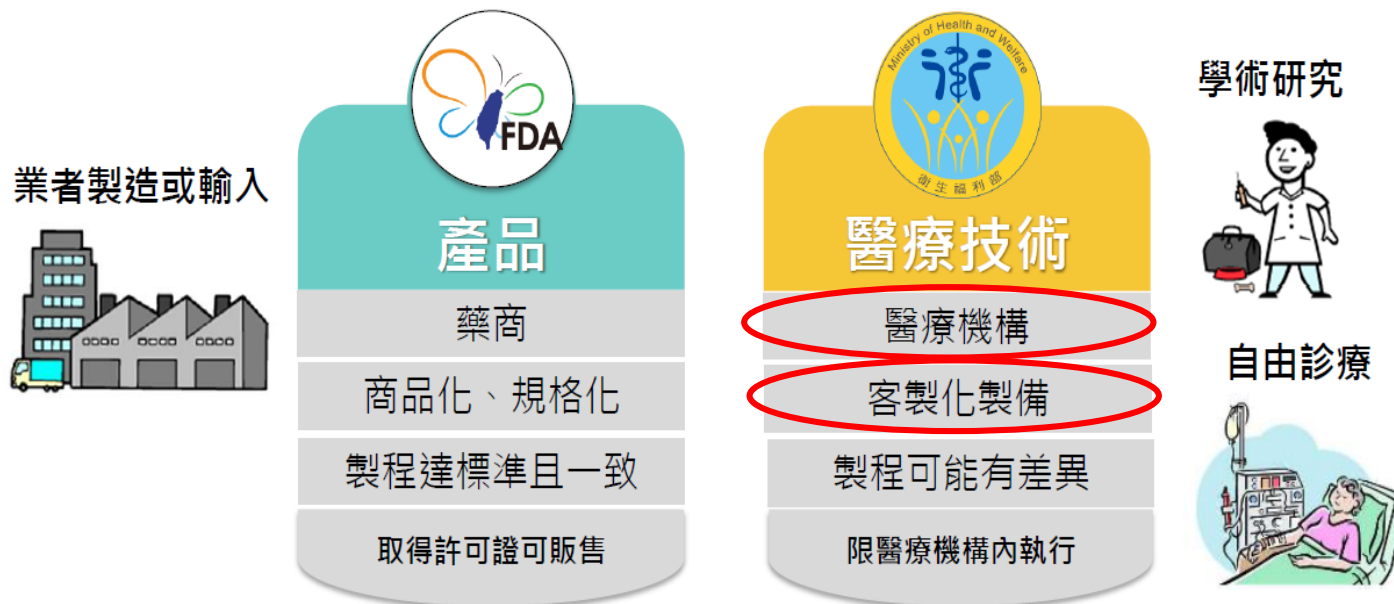 業者製造或輸入
FDA
產品
藥商
商品化、規格化
製程達標準且一致
取得許可證可販售
Ministry of Health and Welfare
衛生福利部
醫療技術
醫療機構
客製化製備
製程可能有差異
限醫療機構內執行
學術研究
自由診療